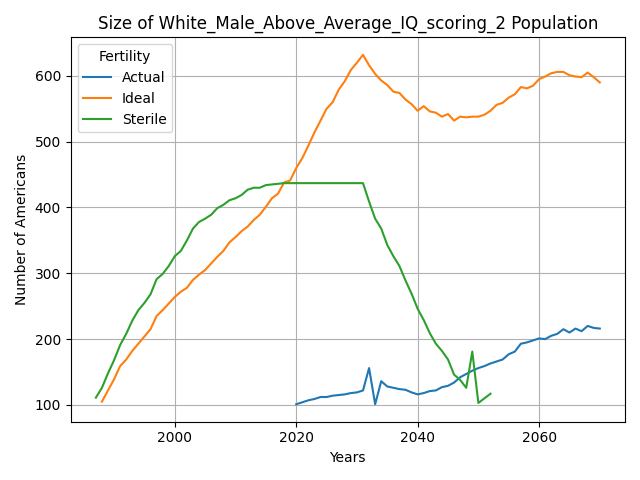 Size of White_Male_Above_Average_IQ_scoring_2 Population
Fertility
Actual
Ideal
Sterile
Number of Americans
600
500
400
300
200
100
2000
2020
2040
2060
Years